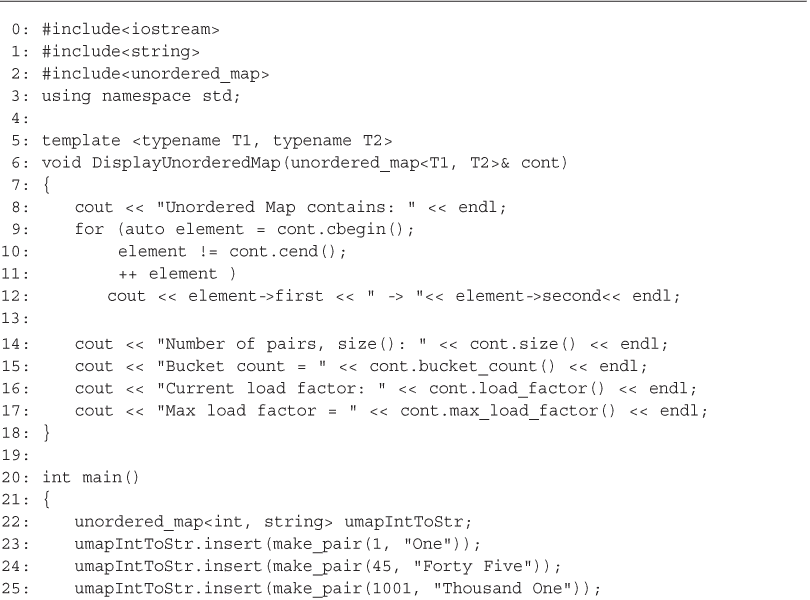 0: #include<iostream>
1: #include<string>
2: #include<unordered_map>
3: using namespace std;
4:
5: template <typename T1, typename T2>
6: void DisplayUnorderedMap(unordered_map<T1, T2>& cont)
7: {
8:    cout << "Unordered Map contains: " << endl;
9:    for (auto element = cont.cbegin();
10:        element != cont.cend();
11:        ++ element )
12:       cout << element->first << " -> "<< element->second<< endl;
13:
14:    cout << "Number of pairs, size(): " << cont.size() << endl;
15:    cout << "Bucket count = " << cont.bucket_count() << endl;
16:    cout << "Current load factor: " << cont.load_factor() << endl;
17:    cout << "Max load factor = " << cont.max_load_factor() << endl;
18: }
19:
20: int main()
21: {
22:    unordered_map<int, string> umapIntToStr;
23:    umapIntToStr.insert(make_pair(1, "One"));
24:    umapIntToStr.insert(make_pair(45, "Forty Five"));
25:    umapIntToStr.insert(make_pair(1001, "Thousand One"));